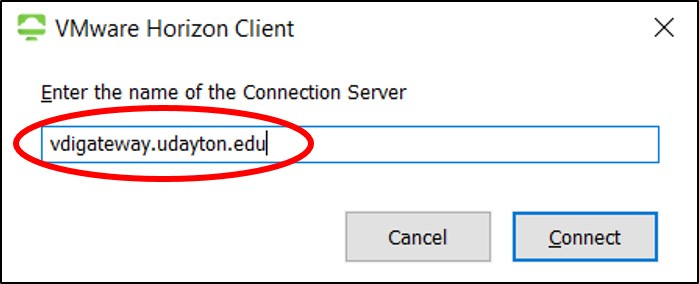 VMware Horizon Client
Enter the name of the Connection Server
vdigateway.udayton.edu
Cancel
Connect